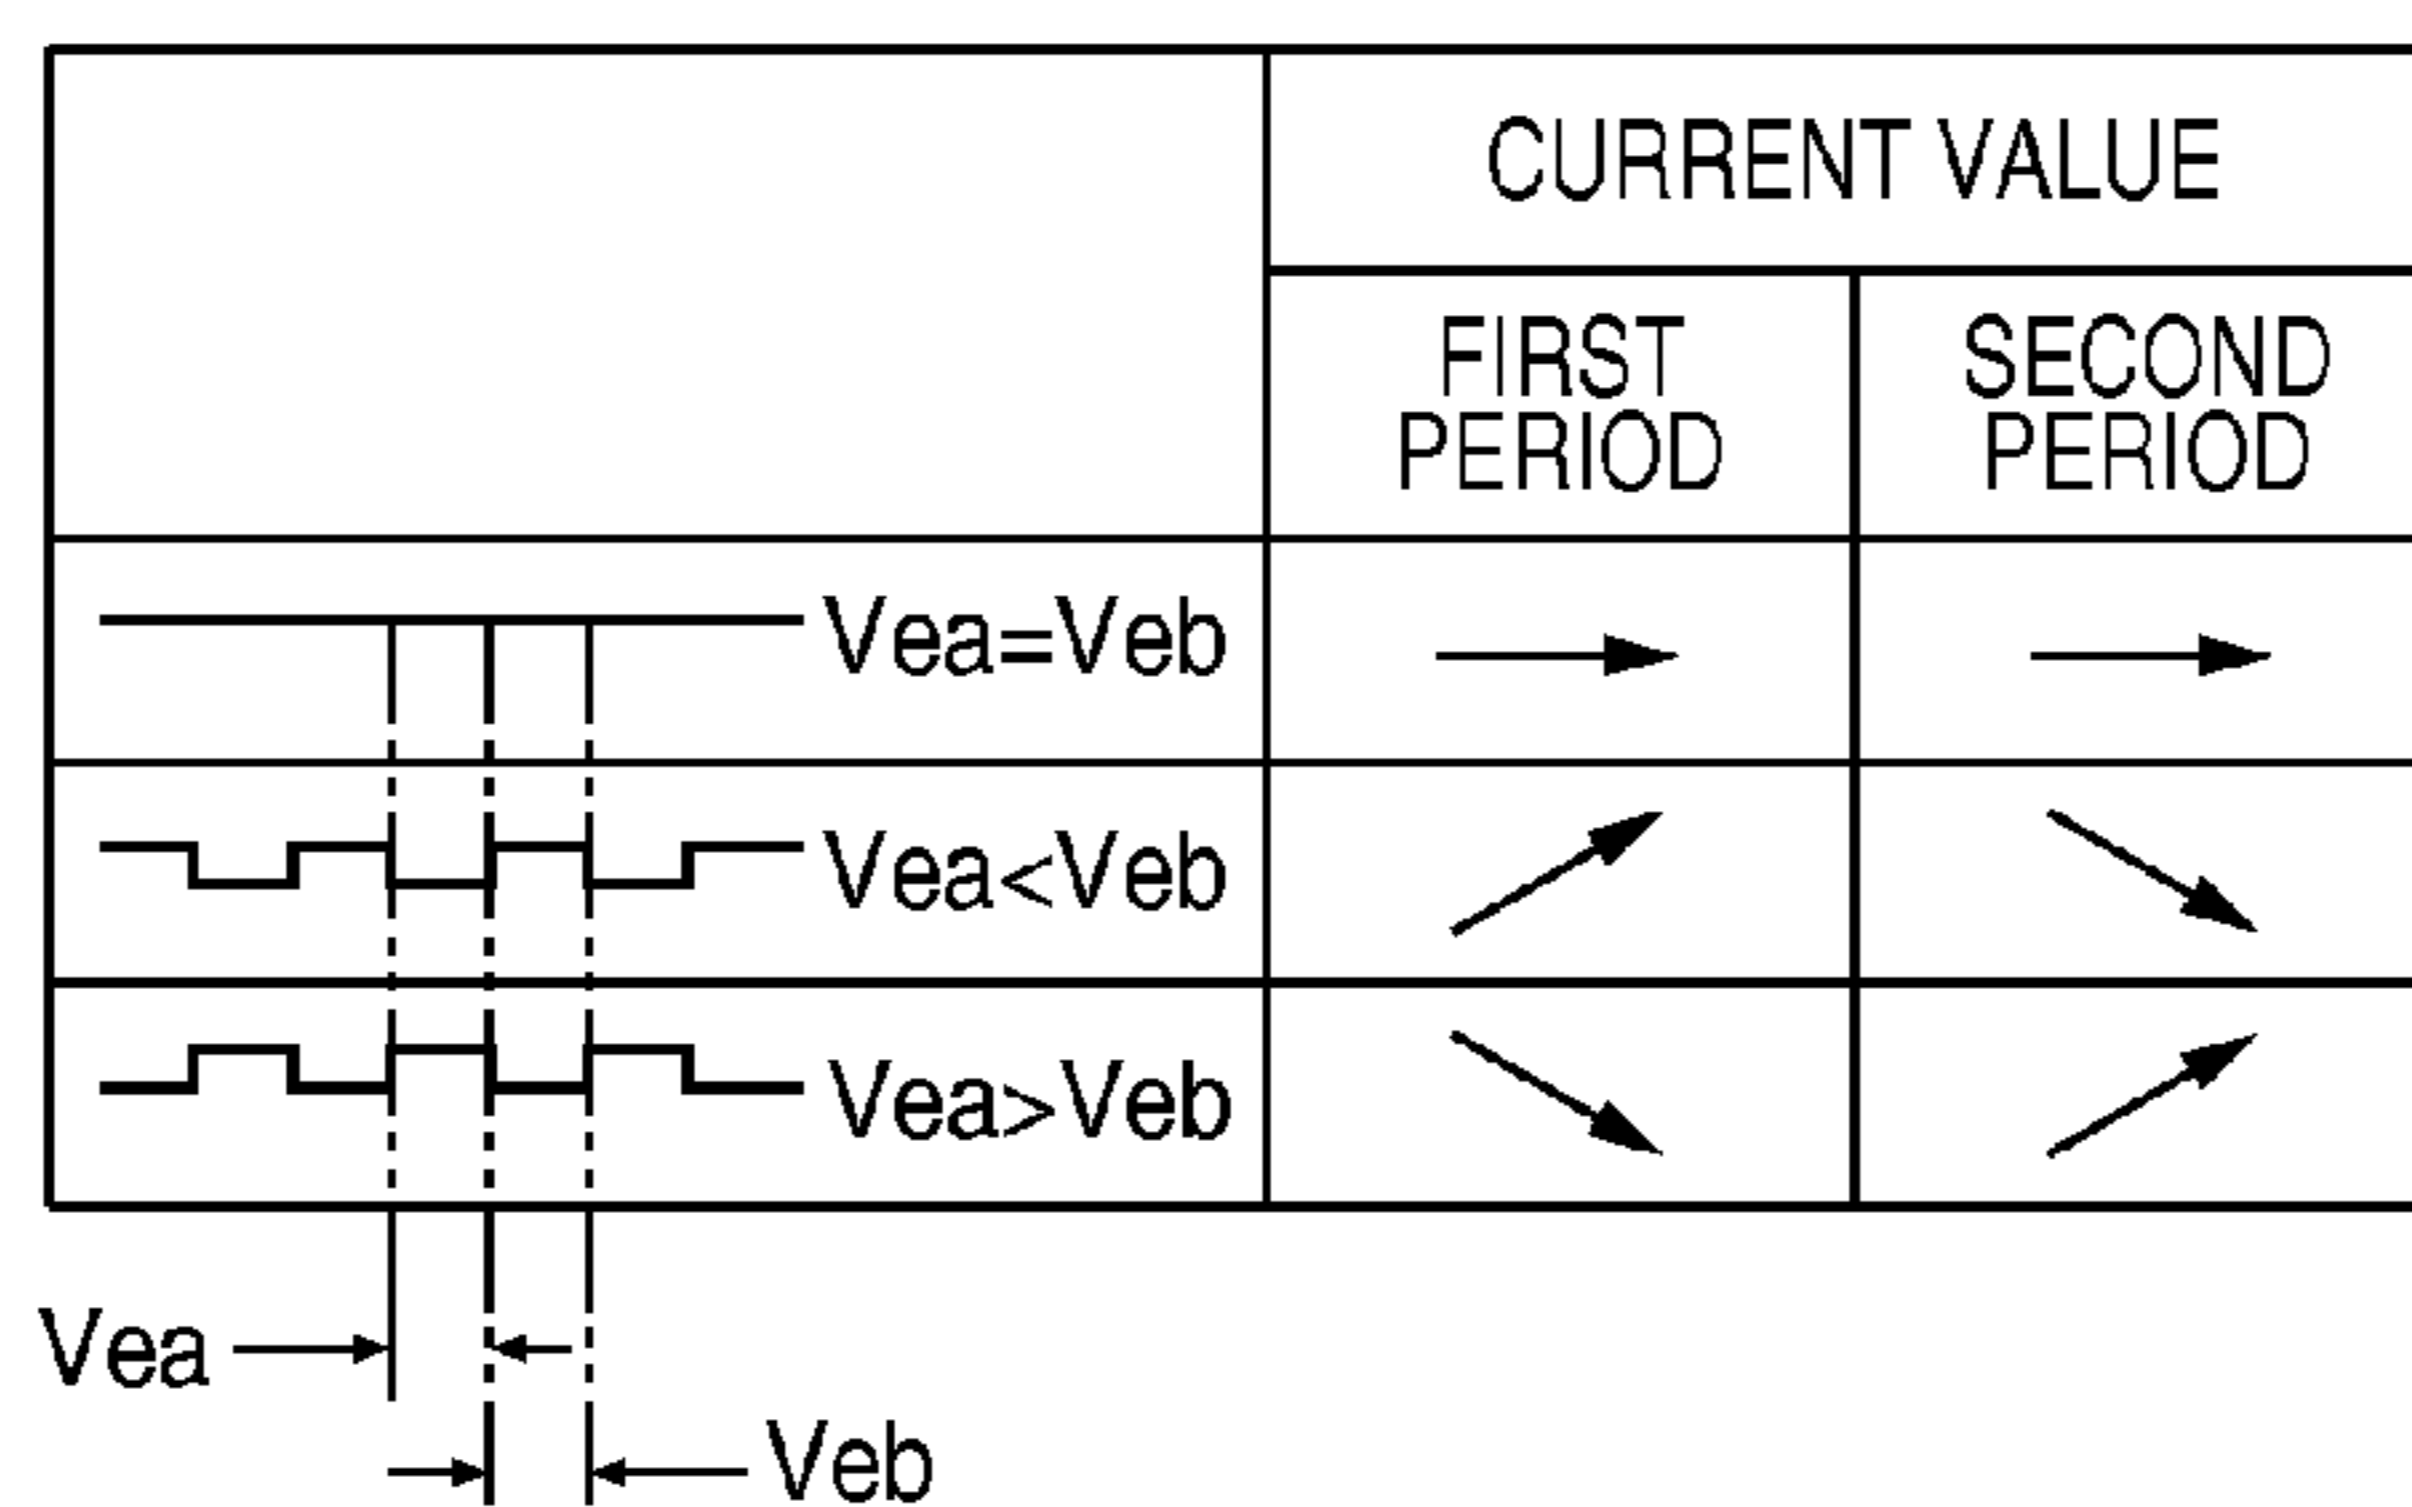 CURRENT VALUE
FIRST
PERIOD
SECOND
PERIOD
Vea=Veb
Vea<Veb
Vea>Veb
Vea
Veb